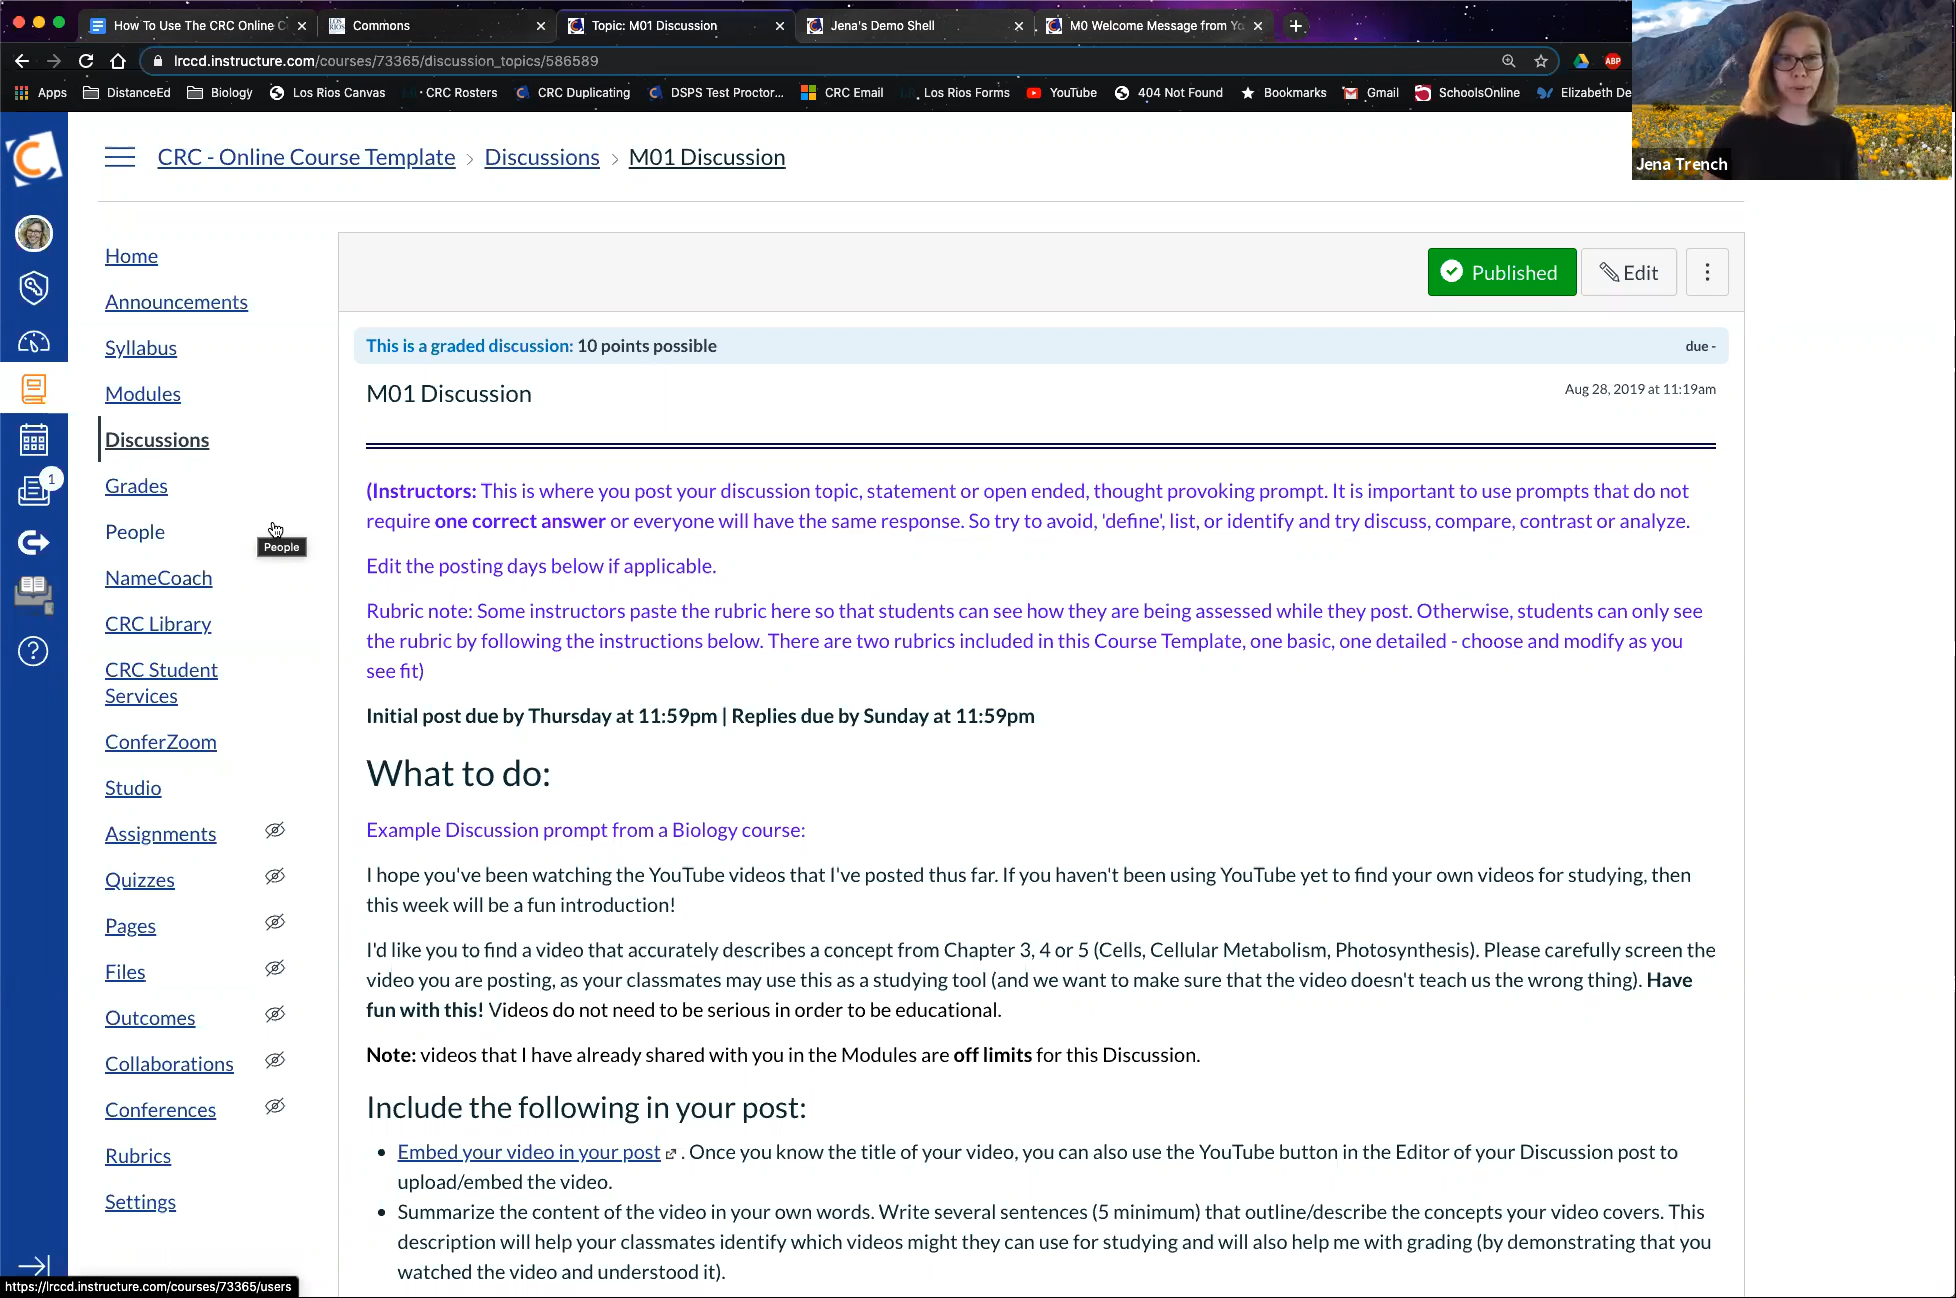 How To Use The CRC Online C
Commons
Topic: M01 Discussion
Jena's Demo Shell
M0 Welcome Message from Yo
lrccd.instructure.com/courses/73365/discussion_topics/586589
ABP
Apps
DistanceEd
Biology
Los Rios Canvas
CRC Rosters
CRC Duplicating
DSPS Test Proctor...
CRC Email
Los Rios Forms
YouTube
404 Not Found
Bookmarks
Gmail
SchoolsOnline
Elizabeth De
Jena Trench
CRC - Online Course Template › Discussions › M01 Discussion
Home
Announcements
Syllabus
Modules
Discussions
Grades
People
People
NameCoach
CRC Library
CRC Student
Services
ConferZoom
Studio
Assignments
Quizzes
Pages
Files
Outcomes
Collaborations
Conferences
Rubrics
Settings
1
https://lrccd.instructure.com/courses/73365/users
Published
Edit
This is a graded discussion: 10 points possible
due -
M01 Discussion
Aug 28, 2019 at 11:19am
(Instructors: This is where you post your discussion topic, statement or open ended, thought provoking prompt. It is important to use prompts that do not
require one correct answer or everyone will have the same response. So try to avoid, 'define', list, or identify and try discuss, compare, contrast or analyze.
Edit the posting days below if applicable.
Rubric note: Some instructors paste the rubric here so that students can see how they are being assessed while they post. Otherwise, students can only see
the rubric by following the instructions below. There are two rubrics included in this Course Template, one basic, one detailed - choose and modify as you
see fit)
Initial post due by Thursday at 11:59pm | Replies due by Sunday at 11:59pm
What to do:
Example Discussion prompt from a Biology course:
I hope you've been watching the YouTube videos that I've posted thus far. If you haven't been using YouTube yet to find your own videos for studying, then
this week will be a fun introduction!
I'd like you to find a video that accurately describes a concept from Chapter 3, 4 or 5 (Cells, Cellular Metabolism, Photosynthesis). Please carefully screen the
video you are posting, as your classmates may use this as a studying tool (and we want to make sure that the video doesn't teach us the wrong thing). Have
fun with this! Videos do not need to be serious in order to be educational.
Note: videos that I have already shared with you in the Modules are off limits for this Discussion.
Include the following in your post:
• Embed your video in your post . Once you know the title of your video, you can also use the YouTube button in the Editor of your Discussion post to
upload/embed the video.
• Summarize the content of the video in your own words. Write several sentences (5 minimum) that outline/describe the concepts your video covers. This
description will help your classmates identify which videos might they can use for studying and will also help me with grading (by demonstrating that you
watched the video and understood it).